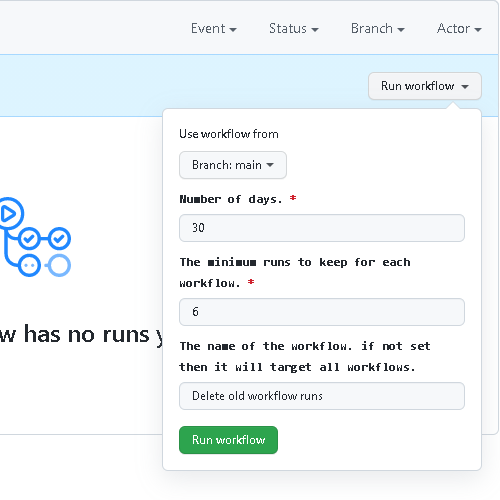 Event Status Branch Actor
Run workflow
Use workflow from
Branch: main
Number of days. *
30
The minimum runs to keep for each
workflow. *
6
w has no runs y
The name of the workflow. if not set
then it will target all workflows.
Delete old workflow runs
Run workflow